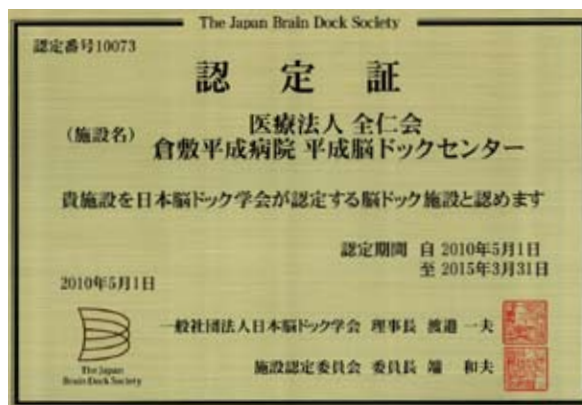 The Japan Brain Dock Society
認定番号10073
認定証
(施設名) 医療法人 全仁会
倉敷平成病院 平成脳ドックセンター
貴施設を日本脳ドック学会が認定する脳ドック施設と認めます
認定期間 自 2010年5月1日
至 2015年3月31日
2010年5月1日
一般社団法人日本脳ドック学会 理事長 渡邉 一夫
施設認定委員会 委員長 端 和夫
The Japan
Brain Dock Society